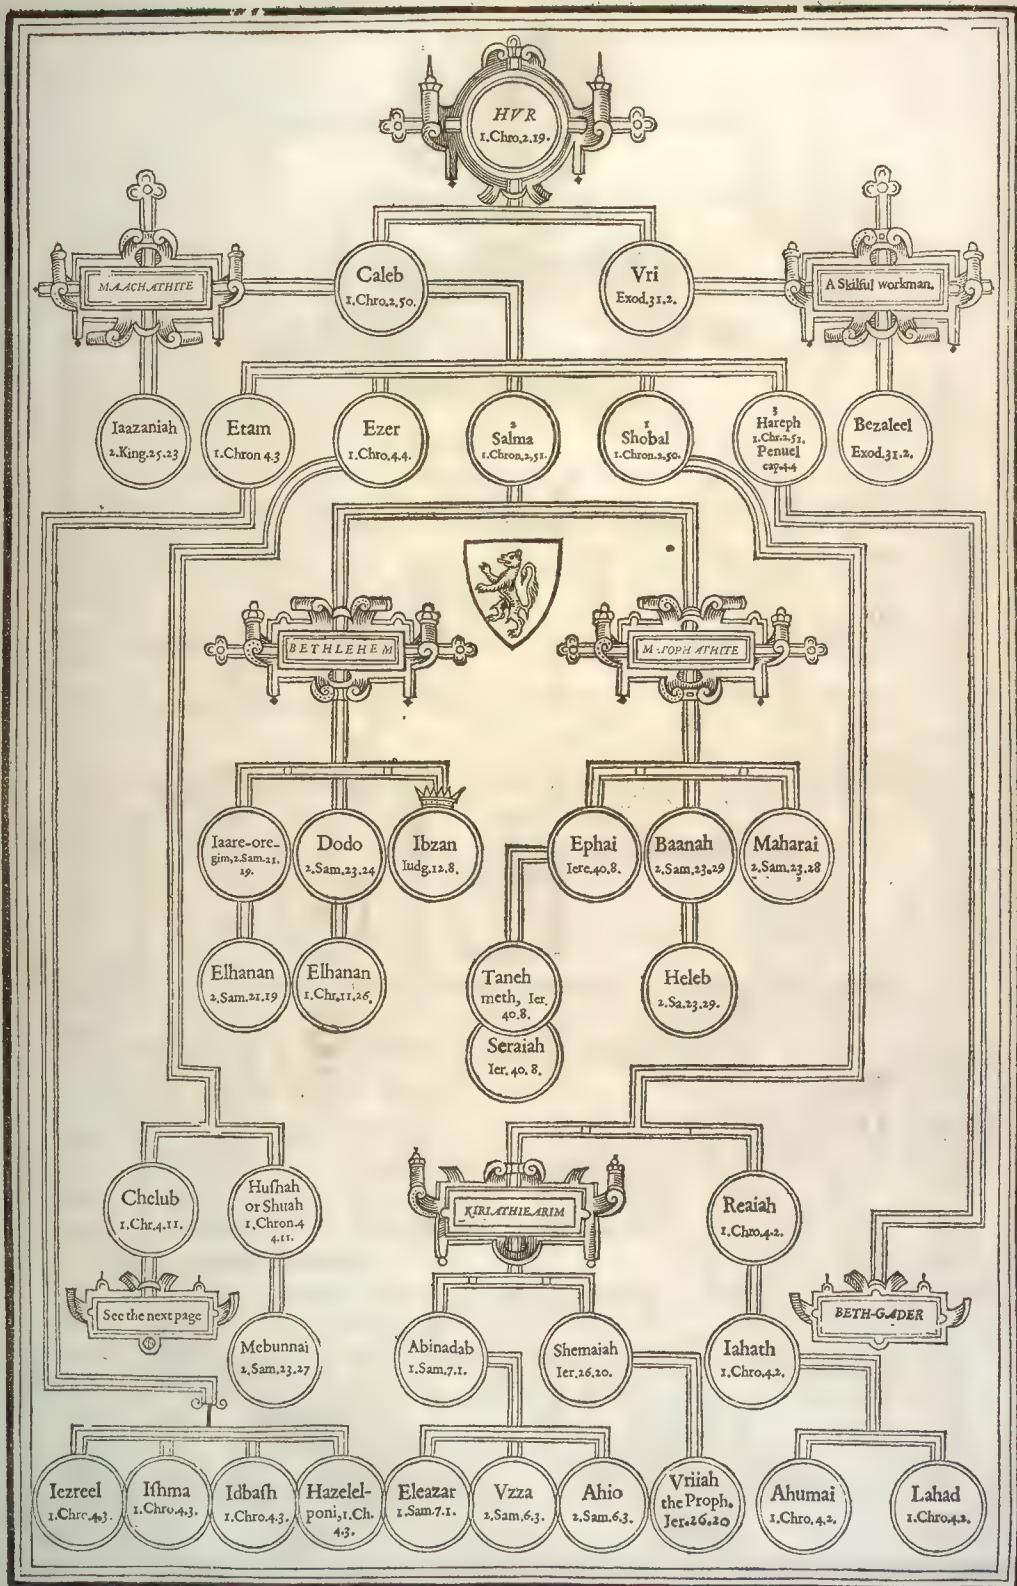 HVR
1.Chro.2.19.
MAACHATHITE
Caleb
1.Chro.2.50.
Vri
Exod.31.2.
A Skilful workman.
Iaazaniah
2.King.25.23
Etam
1.Chron 4.3
Ezer
1.Chro.4.4.
2
Salma
1.Chron.2,51.
1
Shobal
1.Chron.2.50.
3
Hareph
1.Chr.2.51.
Penuel
cap.4.4
Bezaleel
Exod.31.2.
BETHLEHEM
ATHITE
Iaare-ore-
gim,2.Sam.21.
19.
Dodo
2.Sam.23.24
Ibzan
Iudg.12.8.
Ephai
Iere.40.8.
Baanah
2.Sam.23.29
Maharai
2.Sam.23.28
Elhanan
2.Sam.21.19
Elhanan
1.Chr.11.26.
Taneh
meth, Ier.
40.8.
Heleb
2.Sa.23.29.
Seraiah
Ier. 40. 8.
Chelub
1.Chr.4.11.
Huſhah
or Shuah
1.Chron.4
4.11.
KIRIATHIEARIM
Reaiah
1.Chro.4.2.
See the next page
BETH-GADER
Mebunnai
2.Sam.23.27
Abinadab
1.Sam.7.1.
Shemaiah
Ier.26.20.
Iahath
1.Chro.4.2.
Iezreel
1.Chro.4.3.
Iſhma
1.Chro.4.3.
Idbaſh
1.Chro.4.3.
Hazelel-
poni,1.Ch.
4.3.
Eleazar
1.Sam.7.1.
Vzza
2.Sam.6.3.
Ahio
2.Sam.6.3.
Vriiah
the Proph.
Jer.26.20
Ahumai
1.Chro.4.2.
Lahad
1.Chro.4.2.